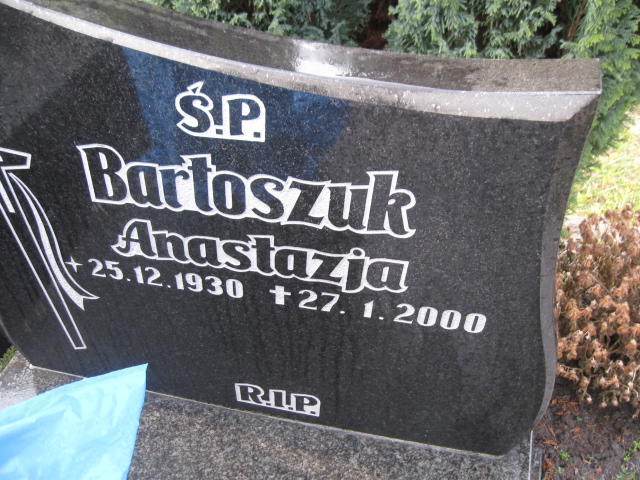 Ś.P.
Bartoszuk
Anastazja
+ 25.12.1930 ✝ 27.1.2000
R.I.P.